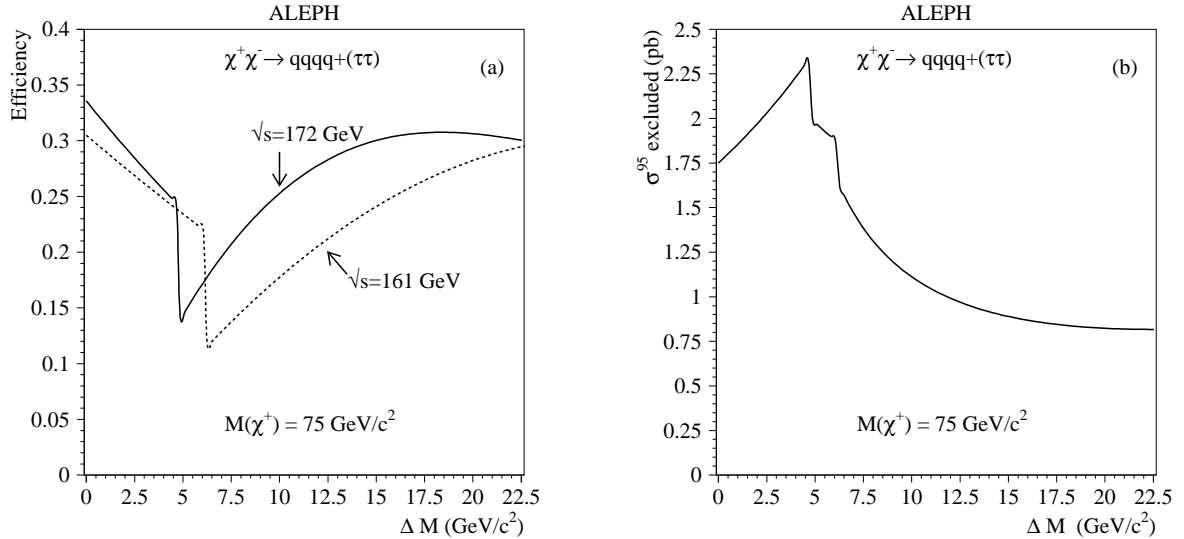 ALEPH
Efficiency
0.4
0.35
0.3
0.25
0.2
0.15
0.1
0.05
0
χ⁺χ⁻→ qqqq+(ττ)
(a)
√s=172 GeV
√s=161 GeV
M(χ⁺) = 75 GeV/c²
0 2.5 5 7.5 10 12.5 15 17.5 20 22.5
Δ M (GeV/c²)
ALEPH
σ⁹⁵ excluded (pb)
2.5
2.25
2
1.75
1.5
1.25
1
0.75
0.5
0.25
0
χ⁺χ⁻→ qqqq+(ττ)
(b)
M(χ⁺) = 75 GeV/c²
0 2.5 5 7.5 10 12.5 15 17.5 20 22.5
Δ M (GeV/c²)